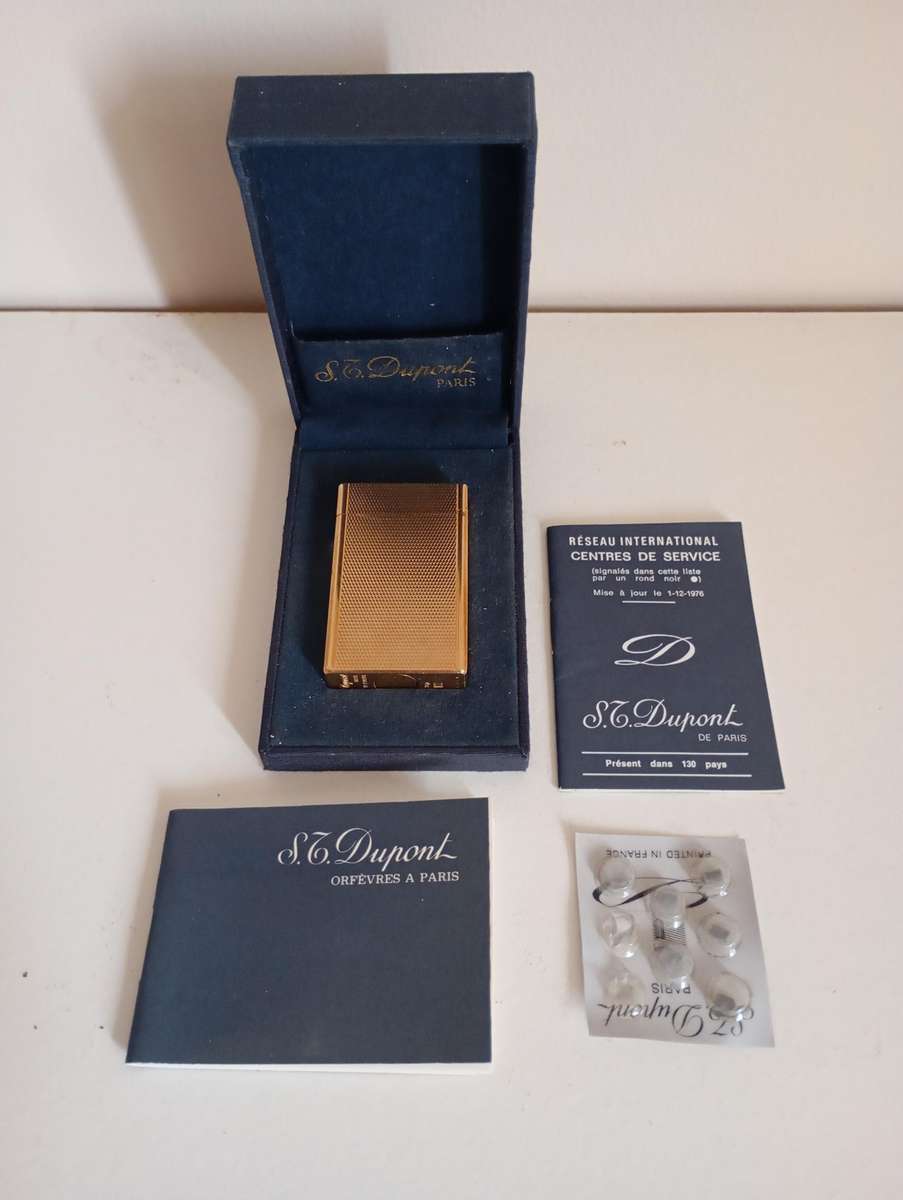 S.T. Dupont
PARIS
RÉSEAU INTERNATIONAL
CENTRES DE SERVICE
(signalés dans cette liste
par un rond noir ●)
Mise à jour le 1-12-1976
D
S.T. Dupont
DE PARIS
Présent dans 130 pays
S.T. Dupont
ORFÈVRES A PARIS
PRINTED IN FRANCE
PARIS
S.T. Dupont